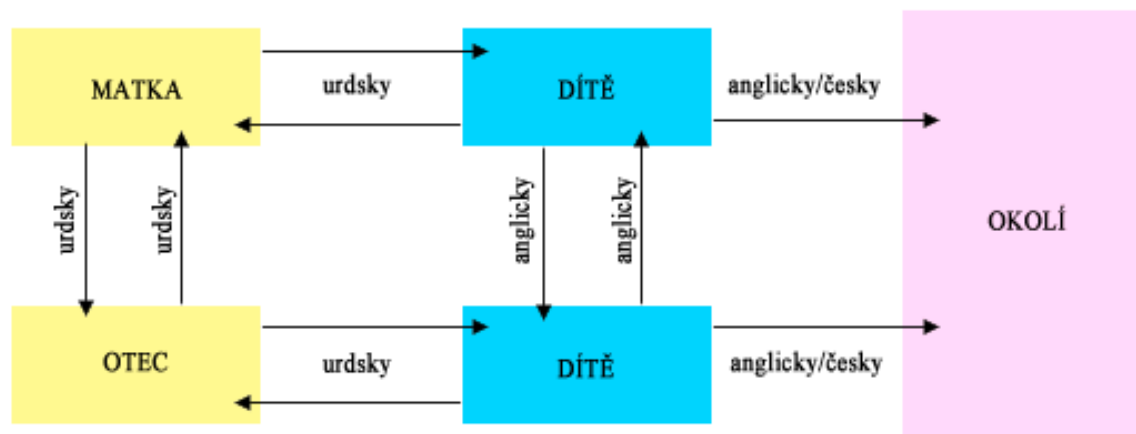 MATKA
urdsky
DÍTĚ
anglicky/česky
urdsky
urdsky
anglicky
anglicky
OKOLÍ
OTEC
urdsky
DÍTĚ
anglicky/česky